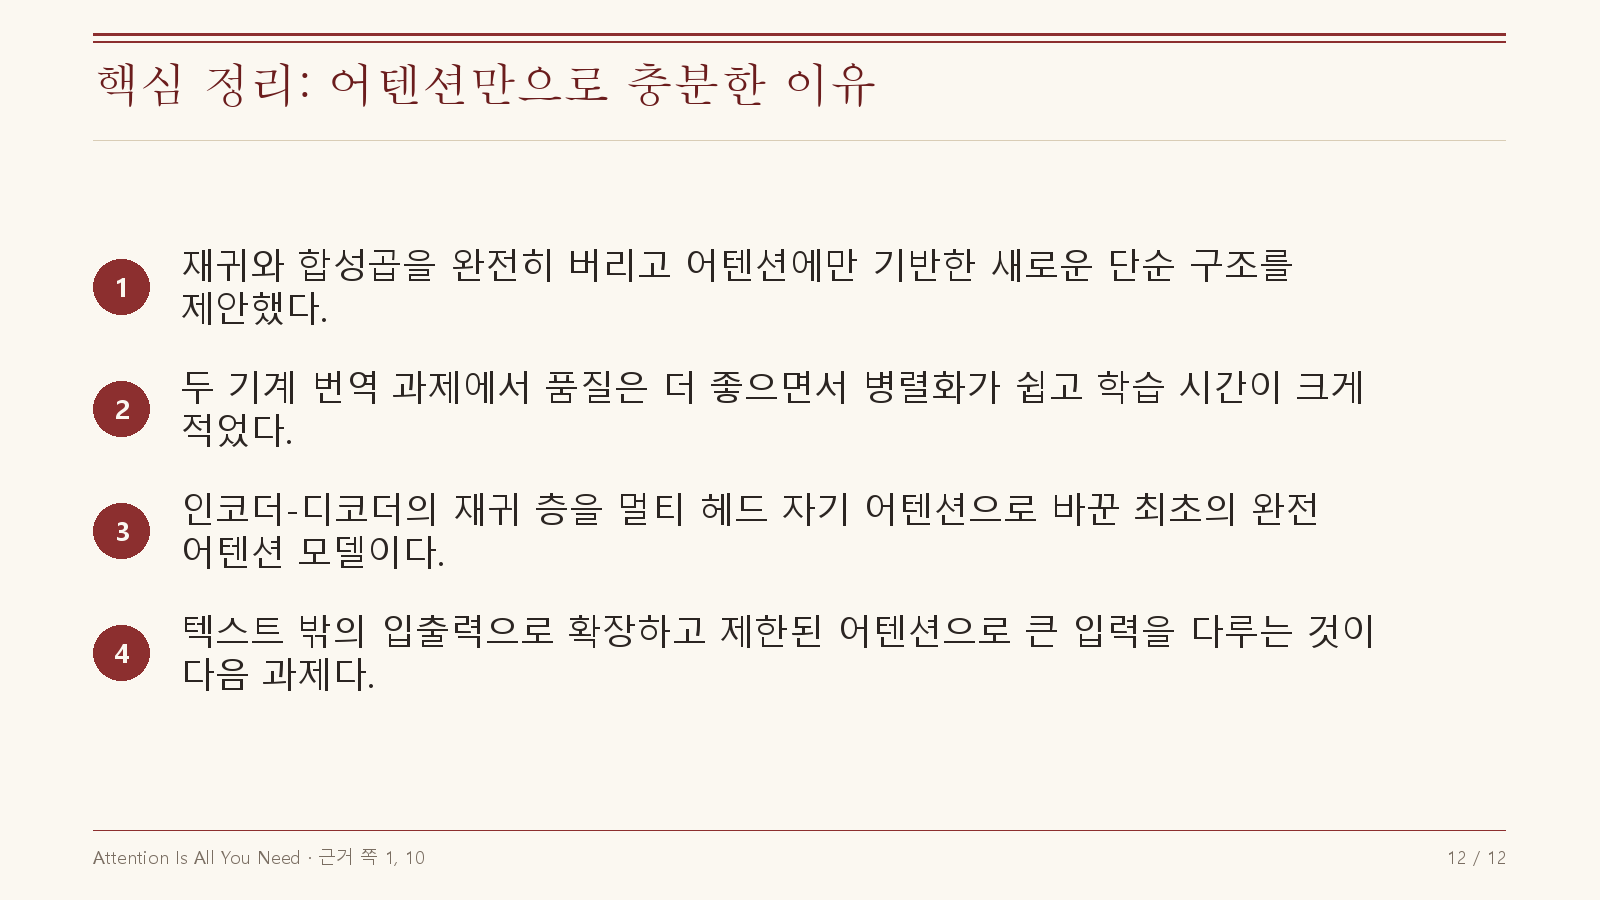 핵심 정리: 어텐션만으로 충분한 이유
1
재귀와 합성곱을 완전히 버리고 어텐션에만 기반한 새로운 단순 구조를
제안했다.
2
두 기계 번역 과제에서 품질은 더 좋으면서 병렬화가 쉽고 학습 시간이 크게
적었다.
3
인코더-디코더의 재귀 층을 멀티 헤드 자기 어텐션으로 바꾼 최초의 완전
어텐션 모델이다.
4
텍스트 밖의 입출력으로 확장하고 제한된 어텐션으로 큰 입력을 다루는 것이
다음 과제다.
Attention Is All You Need · 근거 쪽 1, 10
12 / 12